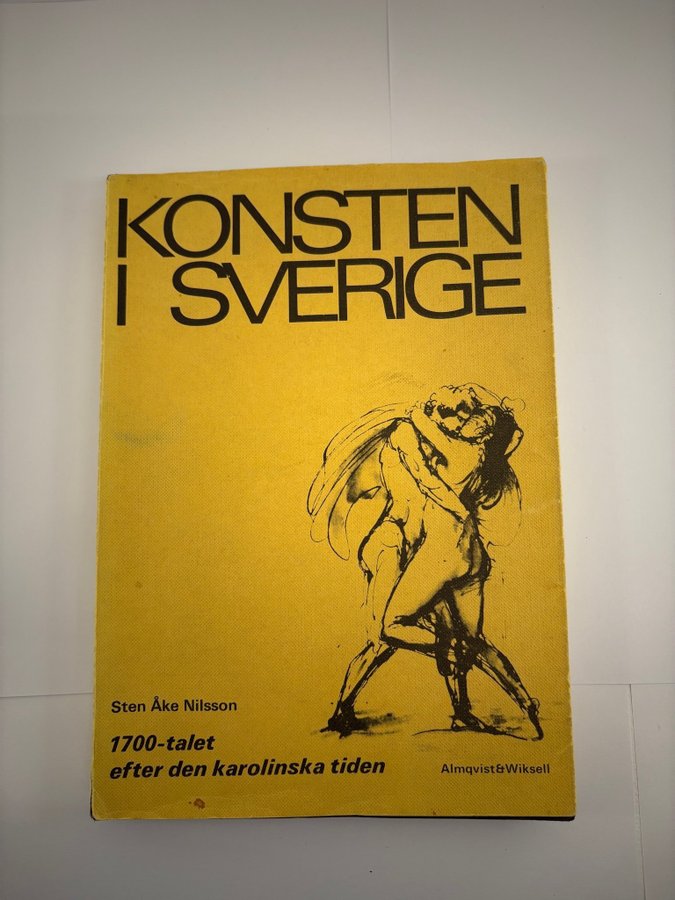 KONSTEN
I SVERIGE
Sten Åke Nilsson
1700-talet
efter den karolinska tiden
Almqvist&Wiksell